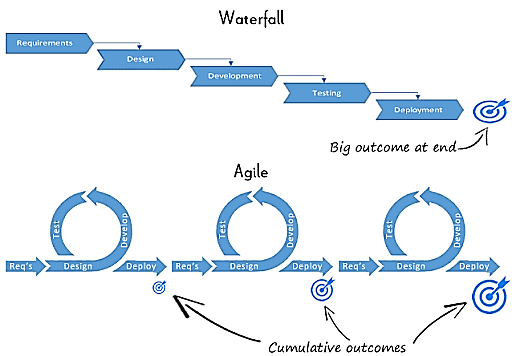 Waterfall
Requirements
Design
Development
Testing
Deployment
Big outcome at end
Agile
Test
Develop
Req's
Design
Deploy
Test
Develop
Req's
Design
Deploy
Test
Develop
Req's
Design
Deploy
Cumulative outcomes